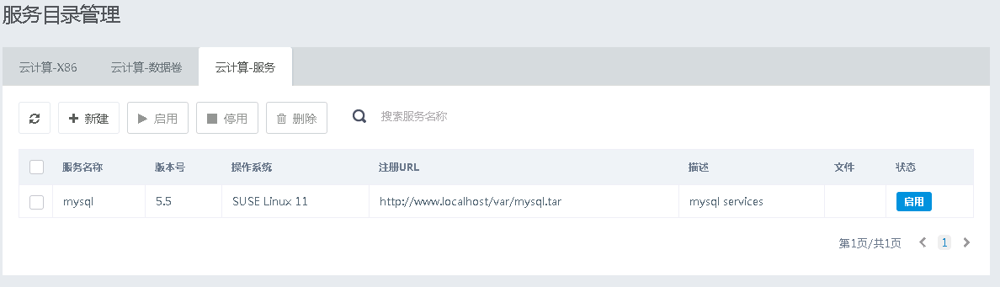 服务目录管理
云计算-X86 云计算-数据卷 云计算-服务
新建 启用 停用 删除 搜索服务名称
服务名称 版本号 操作系统 注册URL 描述 文件 状态
mysql 5.5 SUSE Linux 11 http://www.localhost/var/mysql.tar mysql services 启用
第1页/共1页 1